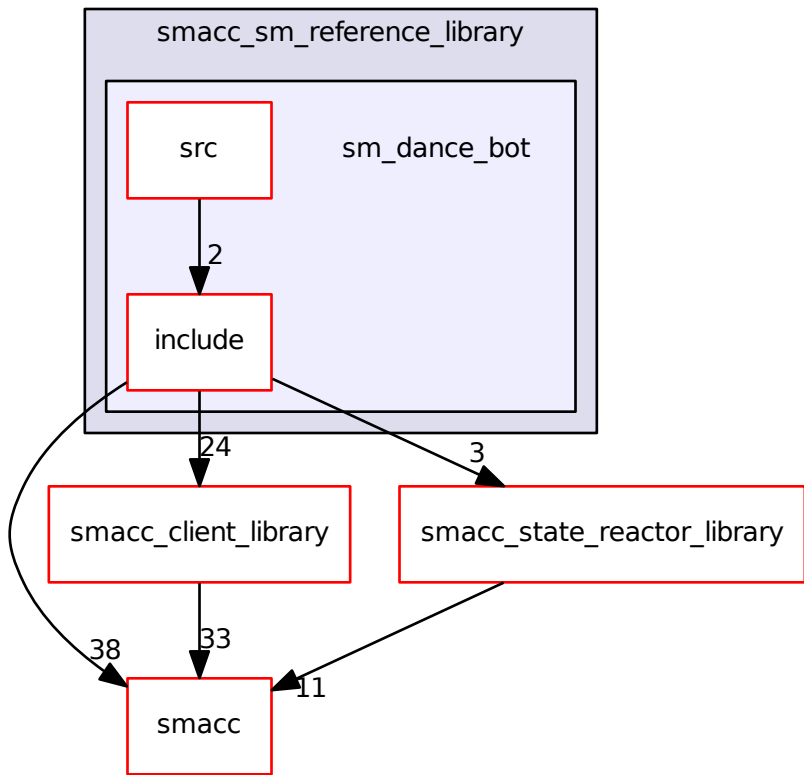 smacc_sm_reference_library
src
sm_dance_bot
2
include
24
3
smacc_client_library
smacc_state_reactor_library
38
33
11
smacc